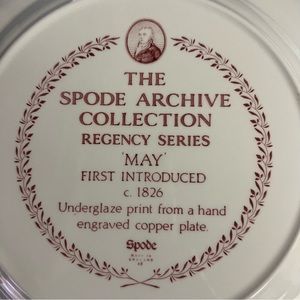 THE
SPODE ARCHIVE
COLLECTION
REGENCY SERIES
'MAY'
FIRST INTRODUCED
c. 1826
Underglaze print from a hand
engraved copper plate.
Spode